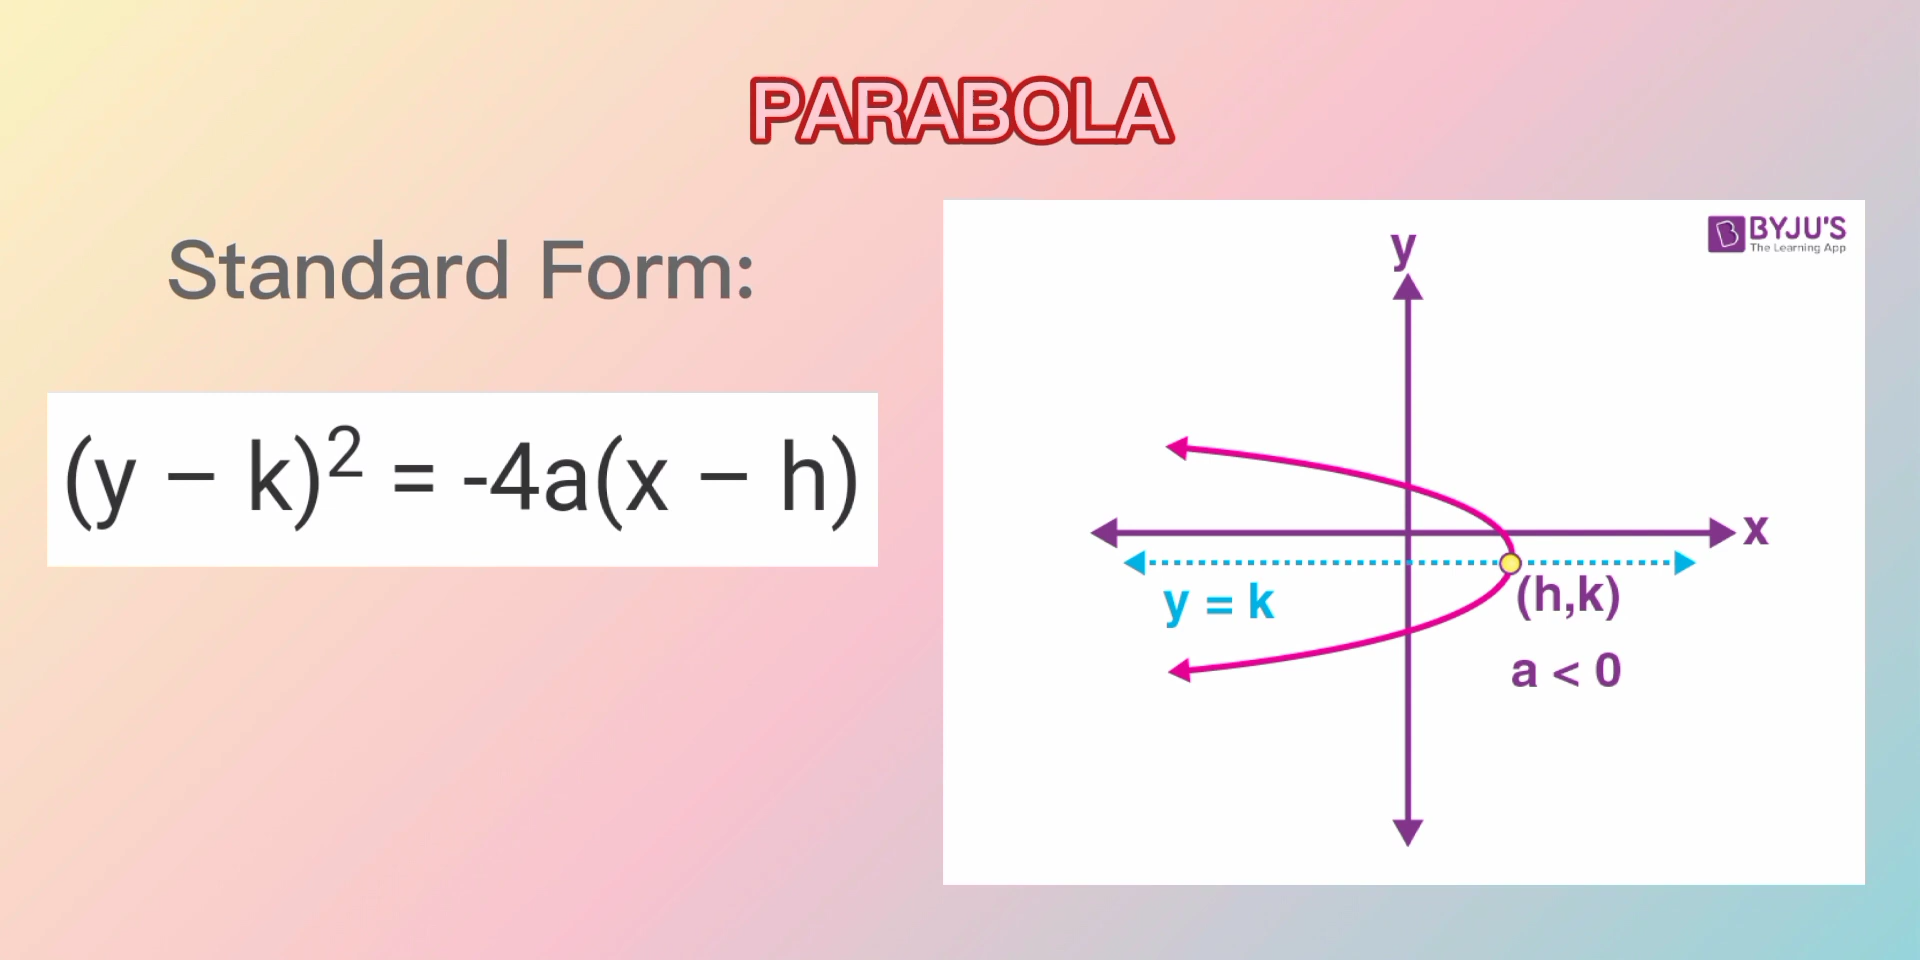 PARABOLA
Standard Form:
(y – k)² = -4a(x – h)
BYJU'S
The Learning App
y
x
y = k
(h,k)
a < 0